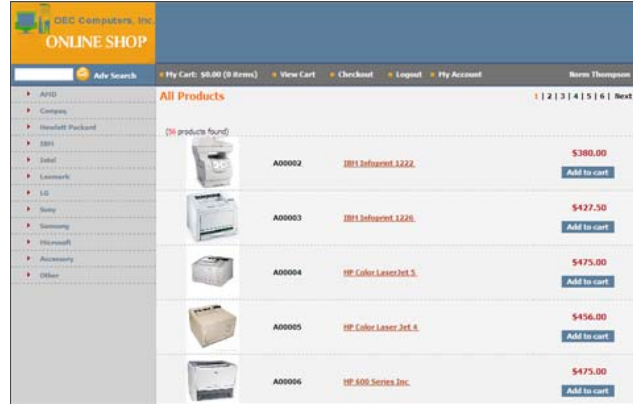 OEC Computers, Inc.
ONLINE SHOP
Adv Search
My Cart: $0.00 (0 items)
View Cart
Checkout
Logout
My Account
Norm Thompson
AMD
Compaq
Hewlett Packard
IBM
Intel
Lexmark
LG
Sony
Samsung
Microsoft
Accessory
Other
All Products
1 | 2 | 3 | 4 | 5 | 6 | Next
(56 products found)
A00002
IBM Infoprint 1222
$380.00
Add to cart
A00003
IBM Infoprint 1226
$427.50
Add to cart
A00004
HP Color LaserJet 5
$475.00
Add to cart
A00005
HP Color Laser Jet 4
$456.00
Add to cart
A00006
HP 600 Series Inc
$475.00
Add to cart